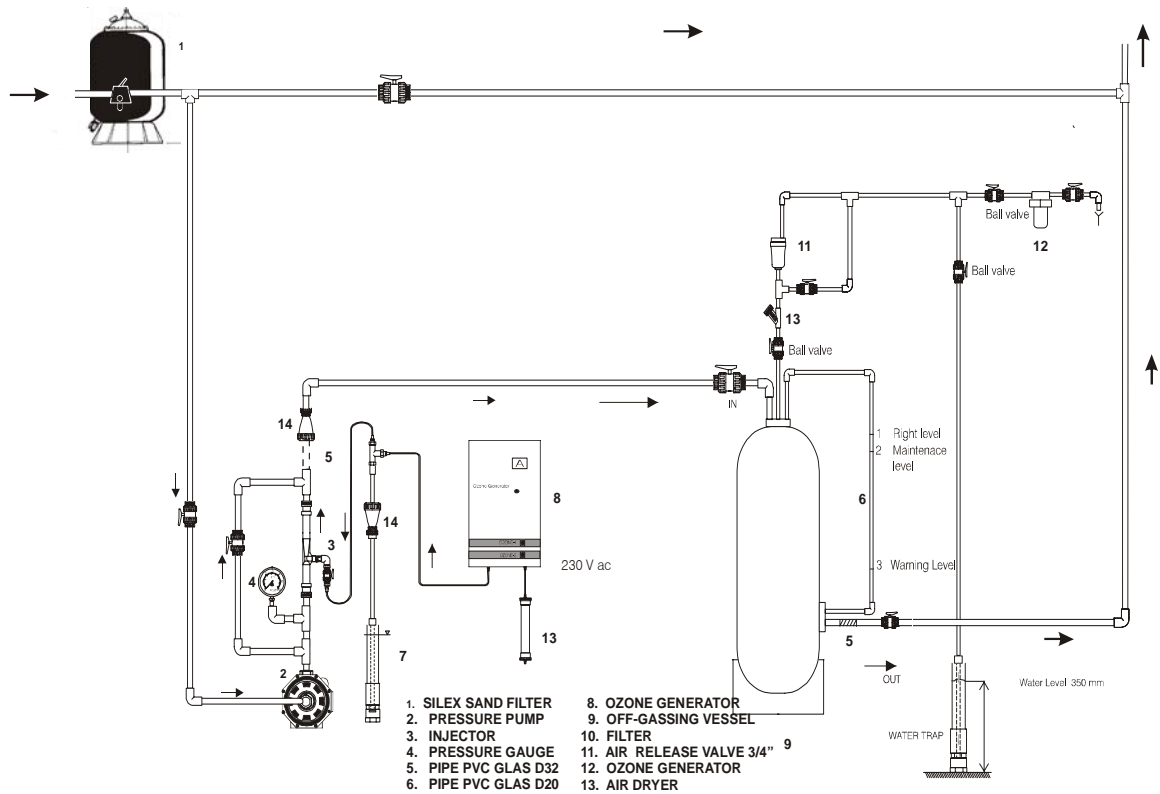 1
Ball valve
11
12
Ball valve
13
Ball valve
IN
14
1 Right level
2 Maintenace
level
5
Ozone Generator
A
6
8
14
3
230 V ac
3 Warning Level
4
13
5
7
2
OUT
Water Level 350 mm
WATER TRAP
9
1. SILEX SAND FILTER
2. PRESSURE PUMP
3. INJECTOR
4. PRESSURE GAUGE
5. PIPE PVC GLAS D32
6. PIPE PVC GLAS D20
8. OZONE GENERATOR
9. OFF-GASSING VESSEL
10. FILTER
11. AIR RELEASE VALVE 3/4"
12. OZONE GENERATOR
13. AIR DRYER